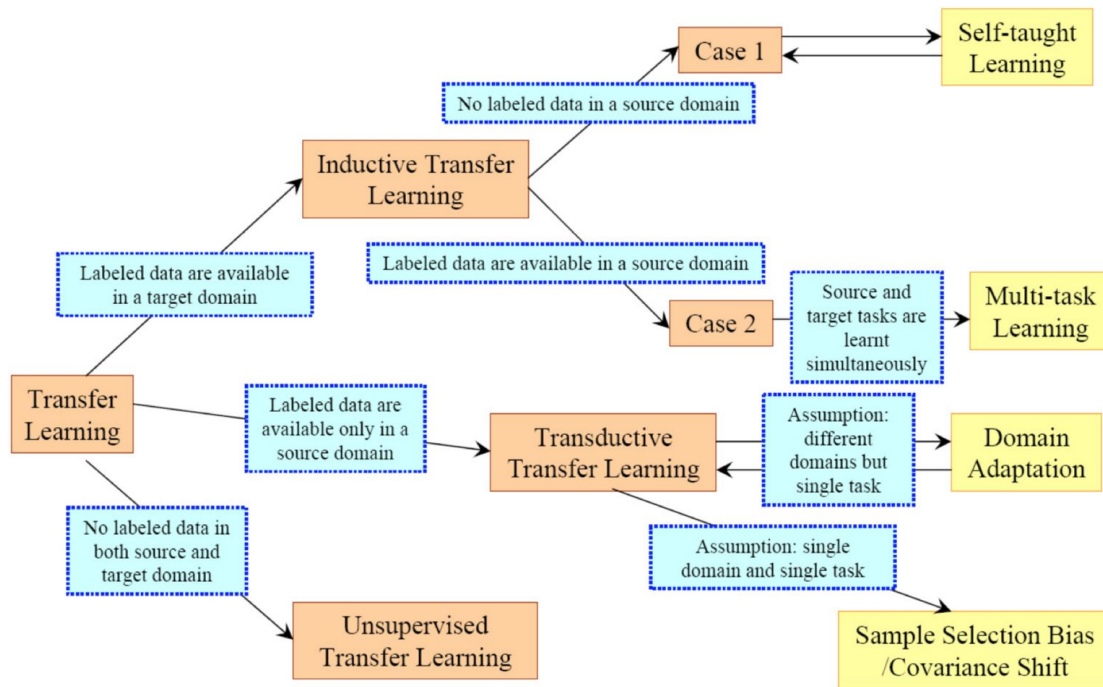 Case 1
Self-taught
Learning
No labeled data in a source domain
Inductive Transfer
Learning
Labeled data are available
in a target domain
Labeled data are available in a source domain
Case 2
Source and
target tasks are
learnt
simultaneously
Multi-task
Learning
Transfer
Learning
Labeled data are
available only in a
source domain
Transductive
Transfer Learning
Assumption:
different
domains but
single task
Domain
Adaptation
No labeled data in
both source and
target domain
Assumption: single
domain and single task
Unsupervised
Transfer Learning
Sample Selection Bias
/Covariance Shift